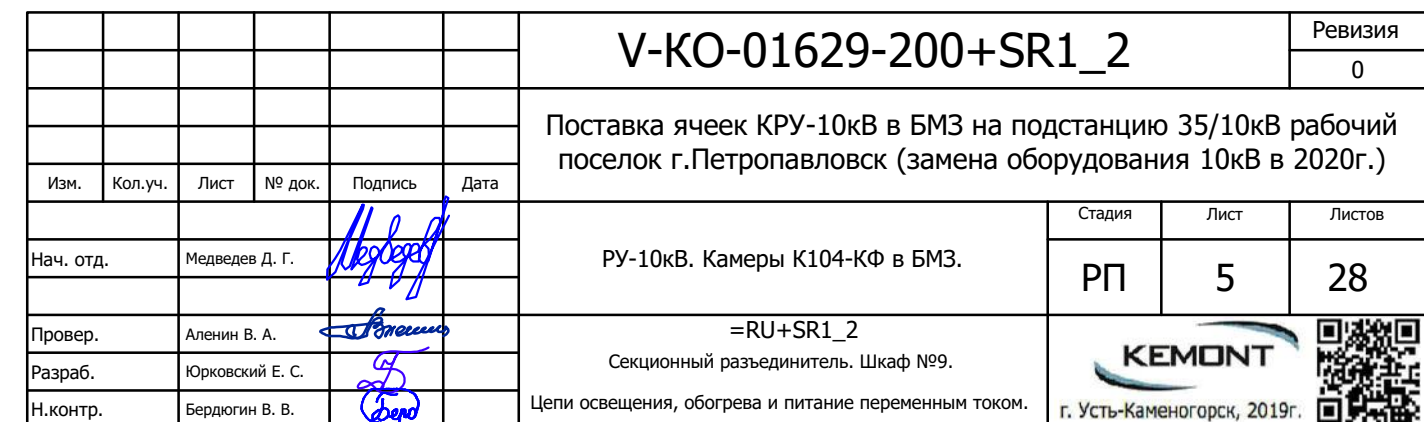 V-KO-01629-200+SR1_2
Ревизия
0
Поставка ячеек КРУ-10кВ в БМЗ на подстанцию 35/10кВ рабочий
поселок г.Петропавловск (замена оборудования 10кВ в 2020г.)
Изм. Кол.уч. Лист № док. Подпись Дата
Стадия Лист Листов
Нач. отд. Медведев Д. Г. Медведев
РУ-10кВ. Камеры К104-КФ в БМЗ.
РП 5 28
Провер. Аленин В. А.
=RU+SR1_2
Разраб. Юрковский Е. С.
Секционный разъединитель. Шкаф №9.
KEMONT
Н.контр. Бердюгин В. В.
Цепи освещения, обогрева и питание переменным током.
г. Усть-Каменогорск, 2019г.